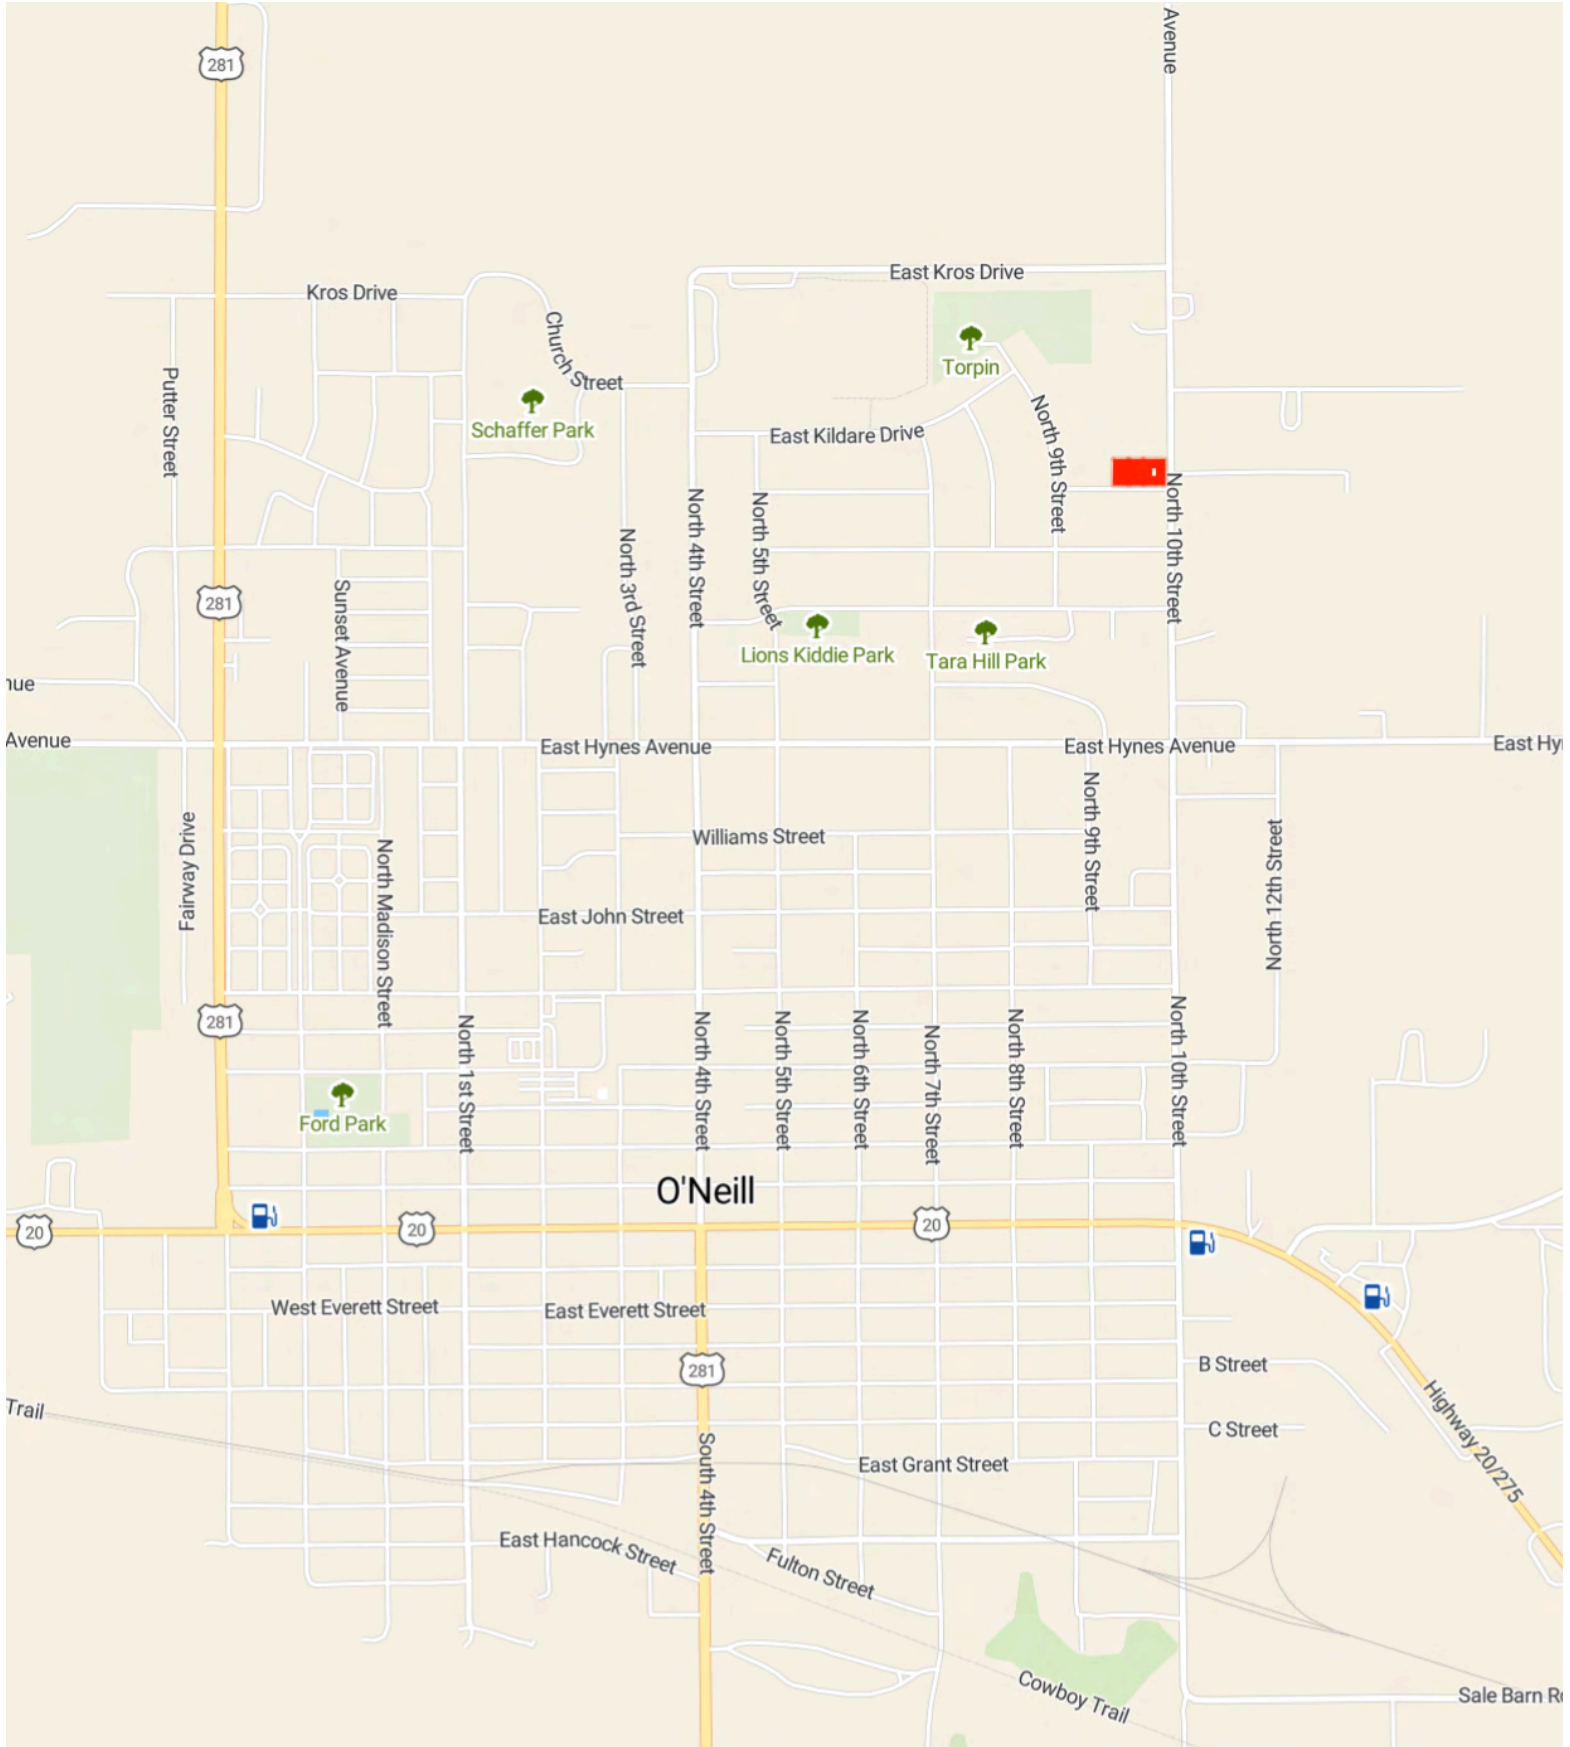 Avenue
281
East Kros Drive
Kros Drive
Church Street
Torpin
Putter Street
Schaffer Park
North 9th Street
East Kildare Drive
North 10th Street
North 4th Street
North 5th Street
North 3rd Street
281
Sunset Avenue
Lions Kiddie Park
Tara Hill Park
nue
Avenue
East Hynes Avenue
East Hynes Avenue
East Hy
North 9th Street
Fairway Drive
Williams Street
North 12th Street
North Madison Street
East John Street
281
North 1st Street
North 4th Street
North 5th Street
North 6th Street
North 7th Street
North 8th Street
North 10th Street
Ford Park
O'Neill
20
20
20
West Everett Street
East Everett Street
281
B Street
Highway 20/275
Trail
C Street
South 4th Street
East Grant Street
East Hancock Street
Fulton Street
Cowboy Trail
Sale Barn R